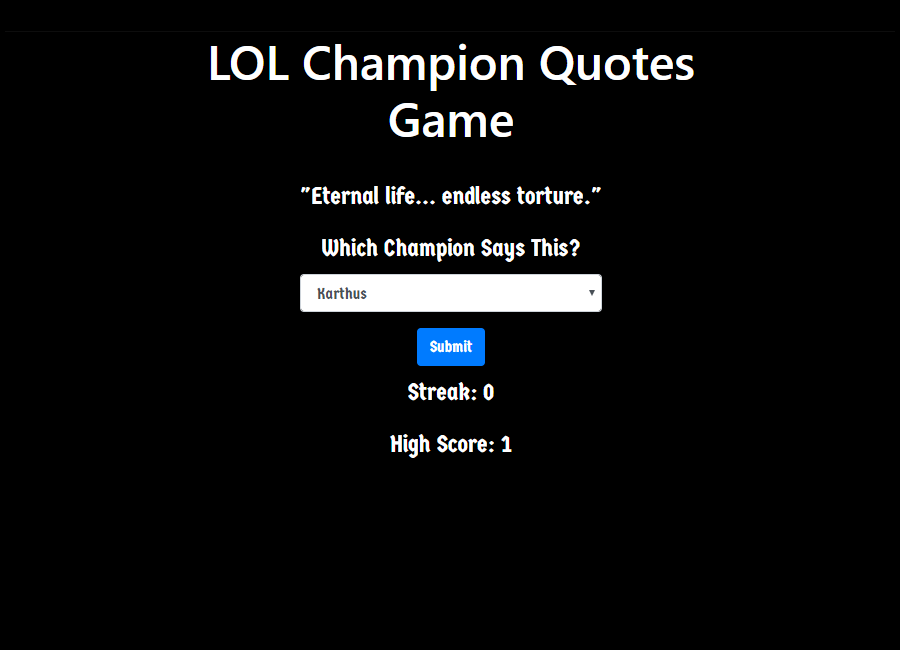 LOL Champion Quotes
Game
"Eternal life... endless torture."
Which Champion Says This?
Karthus
Submit
Streak: 0
High Score: 1